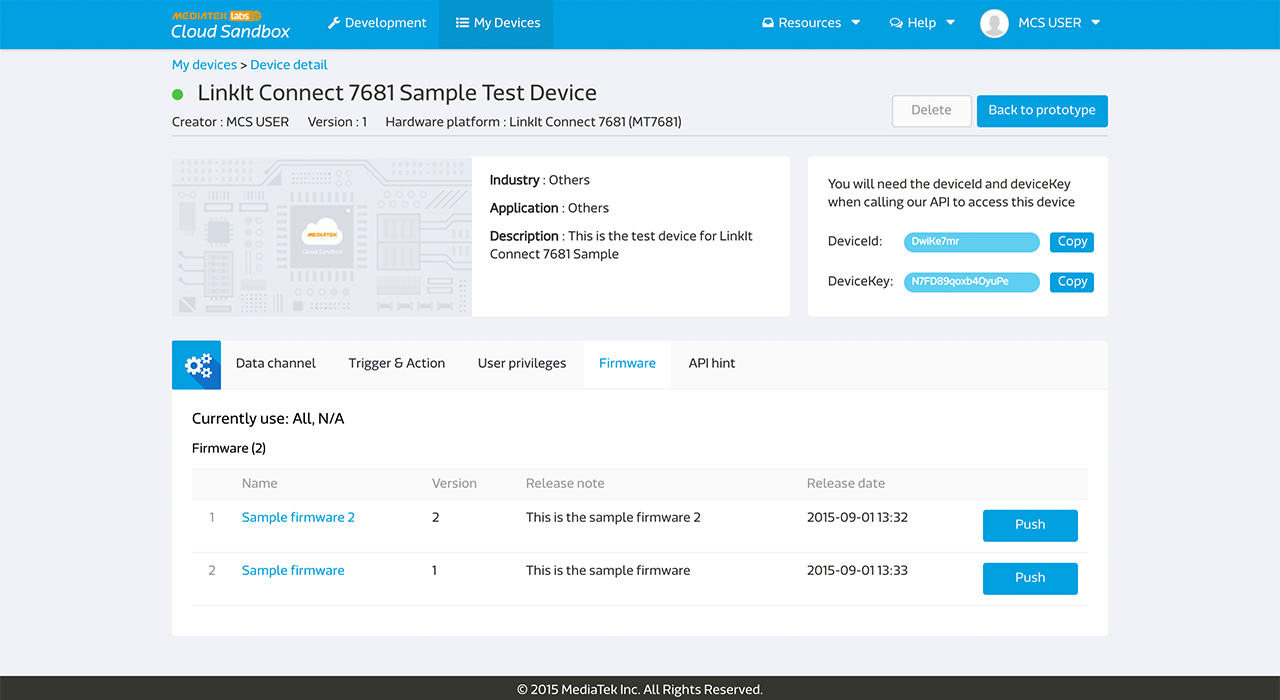 MEDIATEK labs
Cloud Sandbox
Development
My Devices
Resources
Help
MCS USER
My devices > Device detail
LinkIt Connect 7681 Sample Test Device
Creator : MCS USER Version : 1 Hardware platform : LinkIt Connect 7681 (MT7681)
Delete
Back to prototype
MEDIATEK
Cloud Sandbox
Industry : Others
Application : Others
Description : This is the test device for LinkIt
Connect 7681 Sample
You will need the deviceId and deviceKey
when calling our API to access this device
DeviceId: DwiKe7mr Copy
DeviceKey: N7FD89qoxb4OyuPe Copy
Data channel Trigger & Action User privileges Firmware API hint
Currently use: All, N/A
Firmware (2)
Name Version Release note Release date
1 Sample firmware 2 2 This is the sample firmware 2 2015-09-01 13:32 Push
2 Sample firmware 1 This is the sample firmware 2015-09-01 13:33 Push
© 2015 MediaTek Inc. All Rights Reserved.